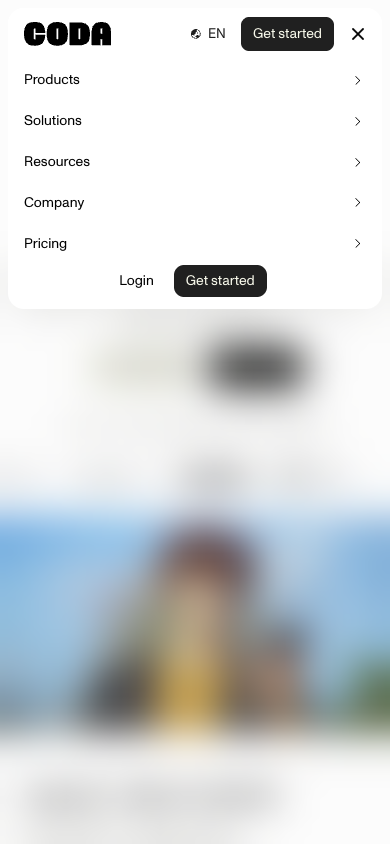 CODA
EN
Get started
Products
Solutions
Resources
Company
Pricing
Login
Get started